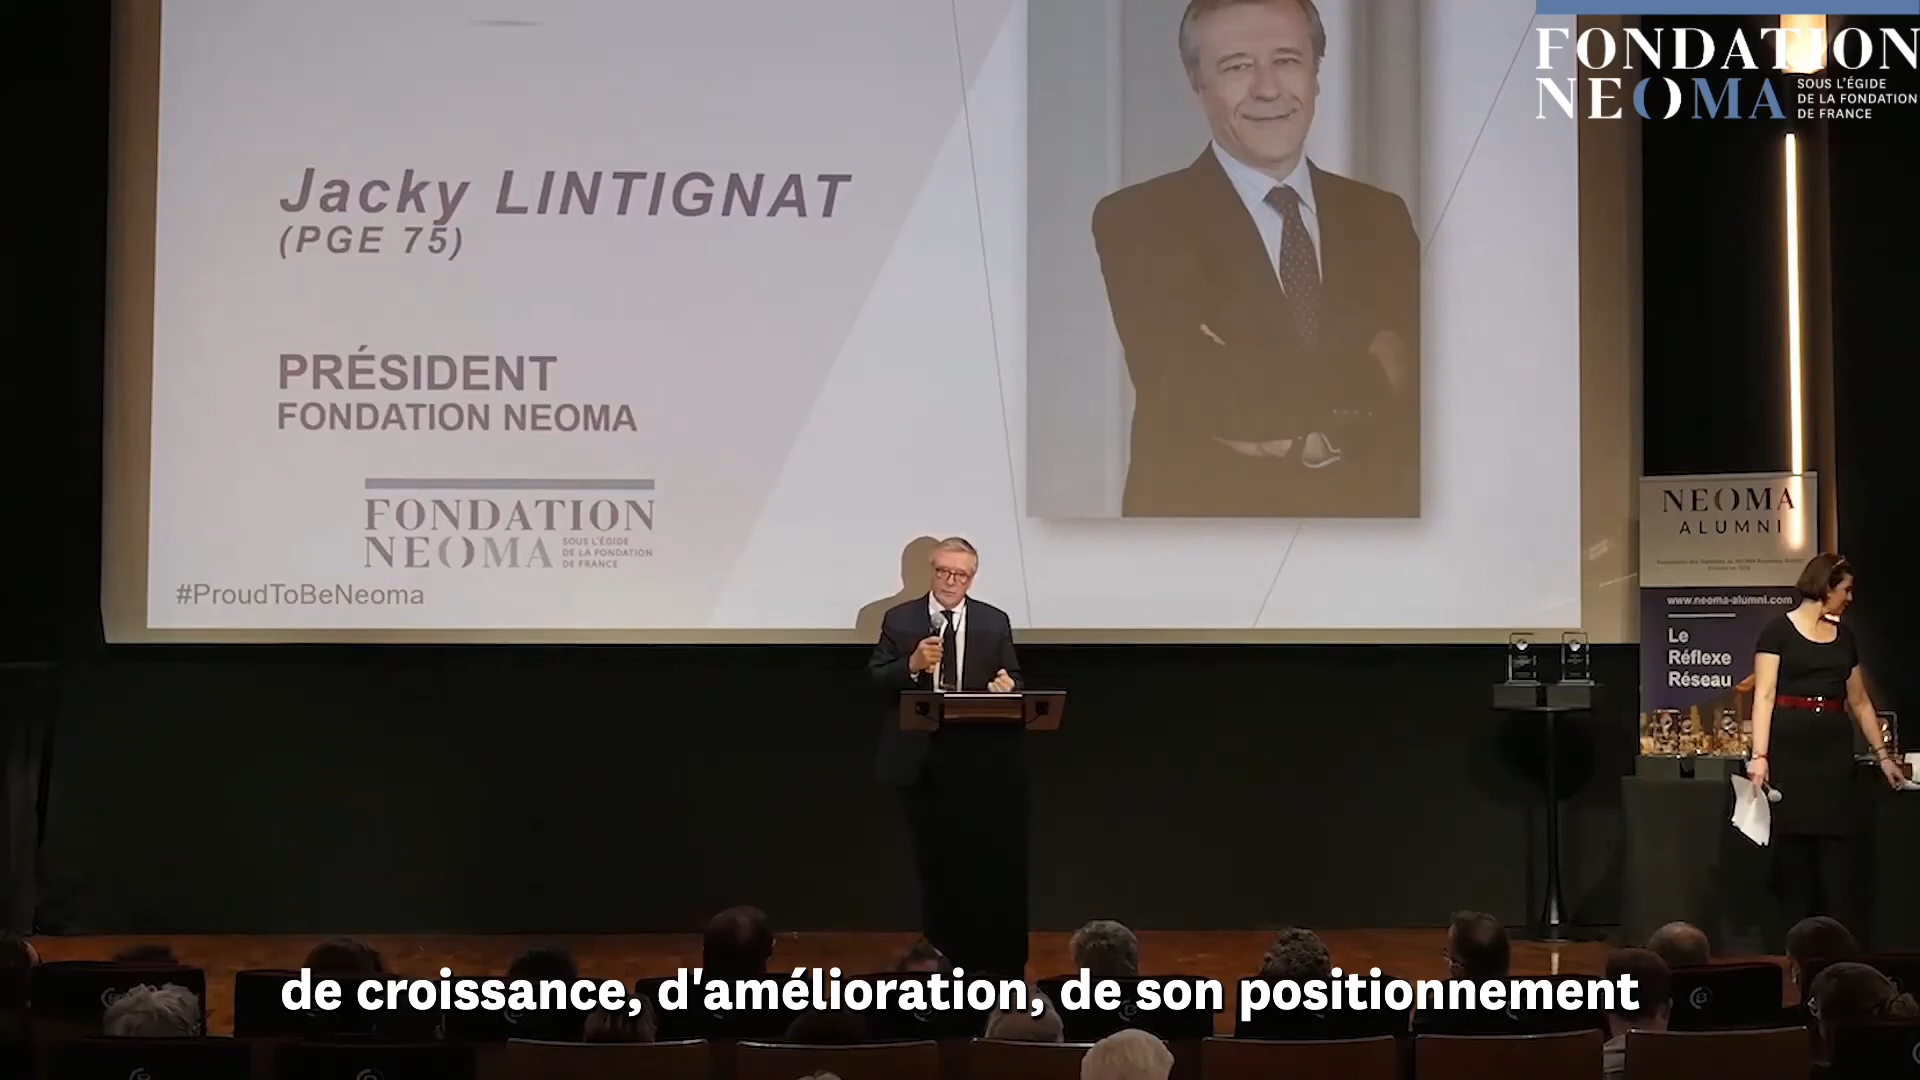 Jacky LINTIGNAT
(PGE 75)
PRÉSIDENT
FONDATION NEOMA
FONDATION
NEOMA
SOUS L'ÉGIDE
DE LA FONDATION
DE FRANCE
#ProudToBeNeoma
FONDATION
NEOMA
SOUS L'ÉGIDE
DE LA FONDATION
DE FRANCE
NEOMA
ALUMNI
www.neoma-alumni.com
Le
Réflexe
Réseau
de croissance, d'amélioration, de son positionnement